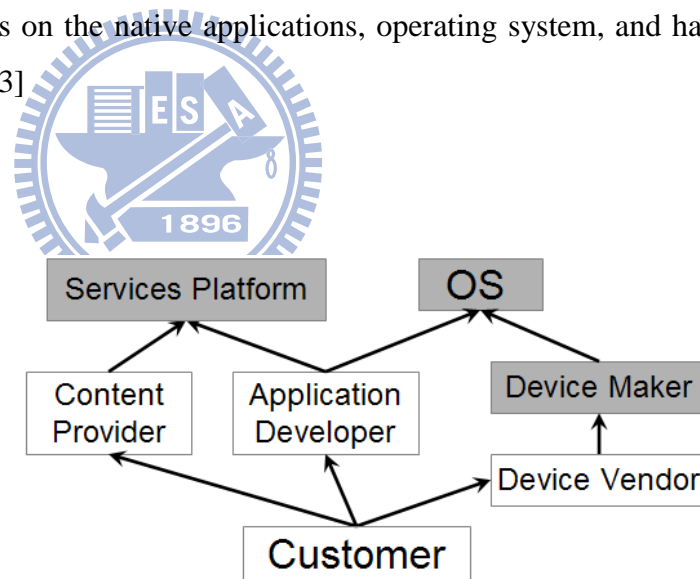 s on the native applications, operating system, and ha
3]
E S A
1896
Services Platform
OS
Content
Provider
Application
Developer
Device Maker
Device Vendor
Customer